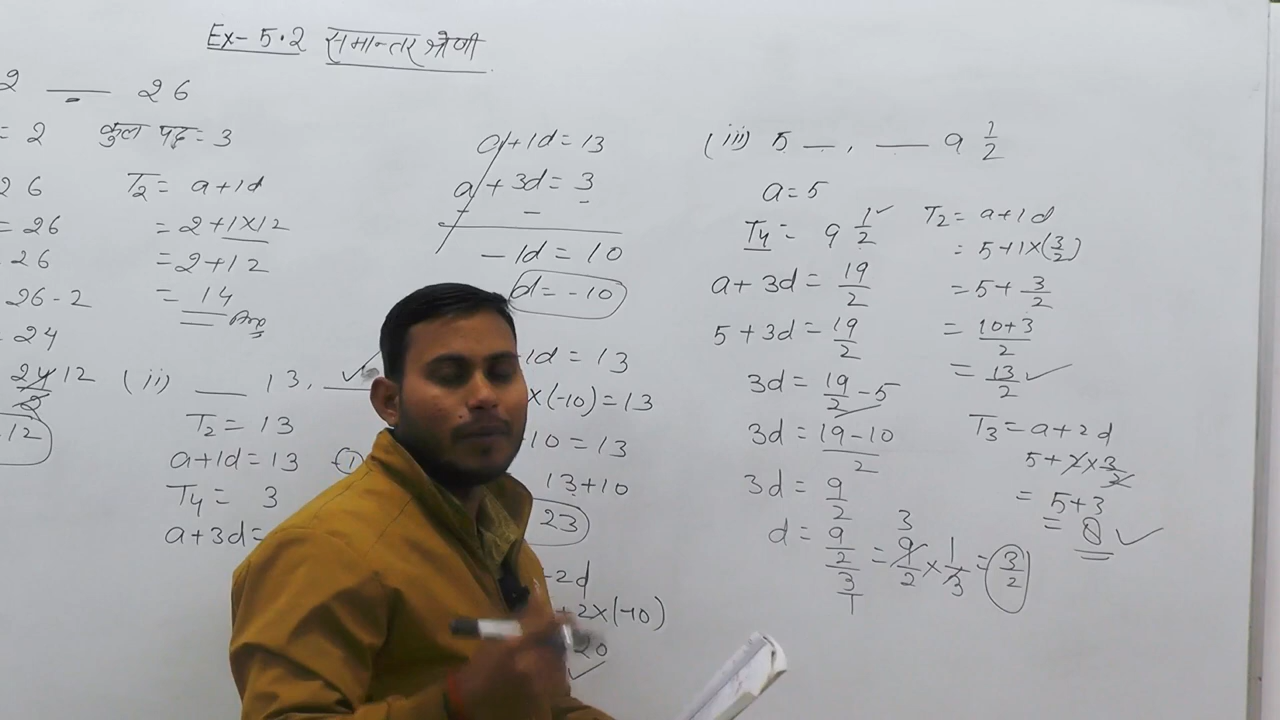 Ex- 5.2 समान्तर श्रेणी
2 __ 26
= 2 कुल पद = 3
26
= 26
26
26-2
24
24 12
2
12
T2 = a+1d
= 2+1×12
= 2+12
= 14 Ans
(ii) __ 13,
T2 = 13
a+1d = 13 (1)
T4 = 3
a+3d =
a+1d = 13
a+3d = 3
- -
-1d = 10
d = -10
1d = 13
×(-10) = 13
10 = 13
13+10
23
2d
+2×(-10)
20
(iii) 5 __ , __ 9 1/2
a = 5
T4 = 9 1/2
a+3d = 19/2
5+3d = 19/2
3d = 19/2 - 5
3d = (19-10)/2
3d = 9/2
d = (9/2)/(3/1) = 9/2 × 1/3 = 3/2
3
T2 = a+1d
= 5+1×(3/2)
= 5+3/2
= (10+3)/2
= 13/2
T3 = a+2d
5+2×3/2
= 5+3
= 8